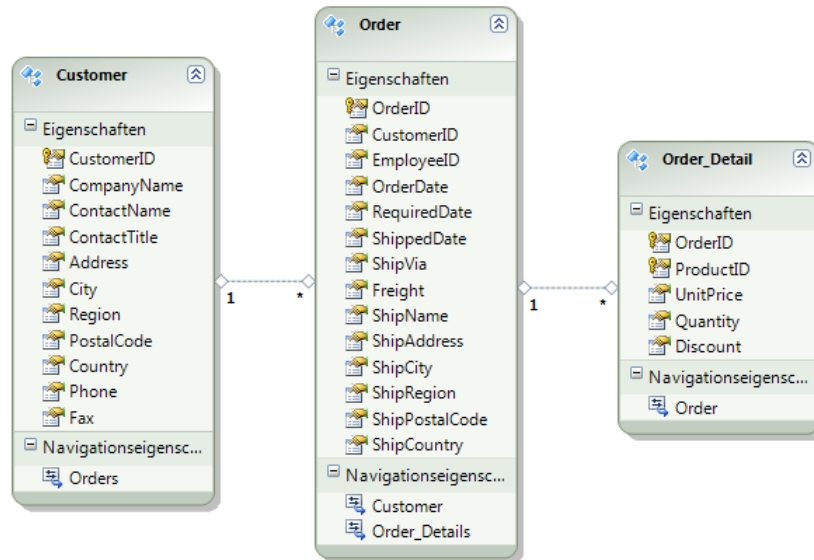 Customer
Eigenschaften
CustomerID
CompanyName
ContactName
ContactTitle
Address
City
Region
PostalCode
Country
Phone
Fax
Navigationseigensc...
Orders
1
*
Order
Eigenschaften
OrderID
CustomerID
EmployeeID
OrderDate
RequiredDate
ShippedDate
ShipVia
Freight
ShipName
ShipAddress
ShipCity
ShipRegion
ShipPostalCode
ShipCountry
Navigationseigensc...
Customer
Order_Details
1
*
Order_Detail
Eigenschaften
OrderID
ProductID
UnitPrice
Quantity
Discount
Navigationseigensc...
Order